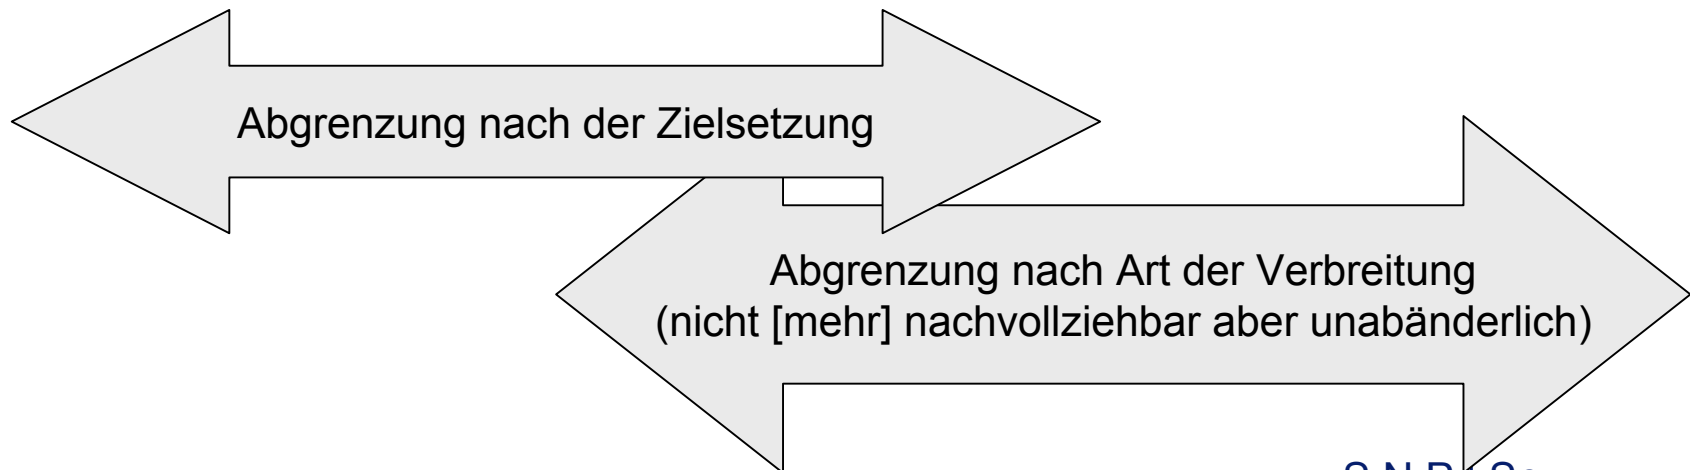 Abgrenzung nach der Zielsetzung
Abgrenzung nach Art der Verbreitung
(nicht [mehr] nachvollziehbar aber unabänderlich)